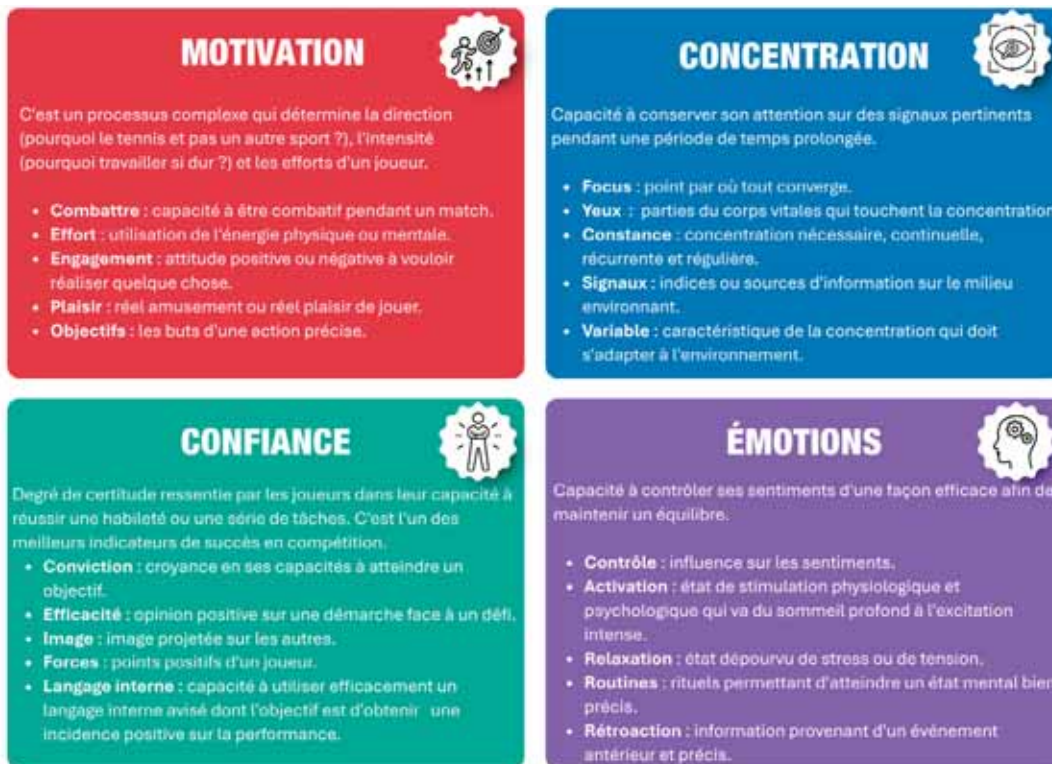 MOTIVATION
C'est un processus complexe qui détermine la direction
(pourquoi le tennis et pas un autre sport ?), l'intensité
(pourquoi travailler si dur ?) et les efforts d'un joueur.
• Combattre : capacité à être combatif pendant un match.
• Effort : utilisation de l'énergie physique ou mentale.
• Engagement : attitude positive ou négative à vouloir
réaliser quelque chose.
• Plaisir : réel amusement ou réel plaisir de jouer.
• Objectifs : les buts d'une action précise.
CONCENTRATION
Capacité à conserver son attention sur des signaux pertinents
pendant une période de temps prolongée.
• Focus : point par où tout converge.
• Yeux : parties du corps vitales qui touchent la concentration
• Constance : concentration nécessaire, continuelle,
récurrente et régulière.
• Signaux : indices ou sources d'information sur le milieu
environnant.
• Variable : caractéristique de la concentration qui doit
s'adapter à l'environnement.
CONFIANCE
Degré de certitude ressentie par les joueurs dans leur capacité à
réussir une habileté ou une série de tâches. C'est l'un des
meilleurs indicateurs de succès en compétition.
• Conviction : croyance en ses capacités à atteindre un
objectif.
• Efficacité : opinion positive sur une démarche face à un défi.
• Image : image projetée sur les autres.
• Forces : points positifs d'un joueur.
• Langage interne : capacité à utiliser efficacement un
langage interne avisé dont l'objectif est d'obtenir une
incidence positive sur la performance.
ÉMOTIONS
Capacité à contrôler ses sentiments d'une façon efficace afin de
maintenir un équilibre.
• Contrôle : influence sur les sentiments.
• Activation : état de stimulation physiologique et
psychologique qui va du sommeil profond à l'excitation
intense.
• Relaxation : état dépourvu de stress ou de tension.
• Routines : rituels permettant d'atteindre un état mental bien
précis.
• Rétroaction : information provenant d'un événement
antérieur et précis.